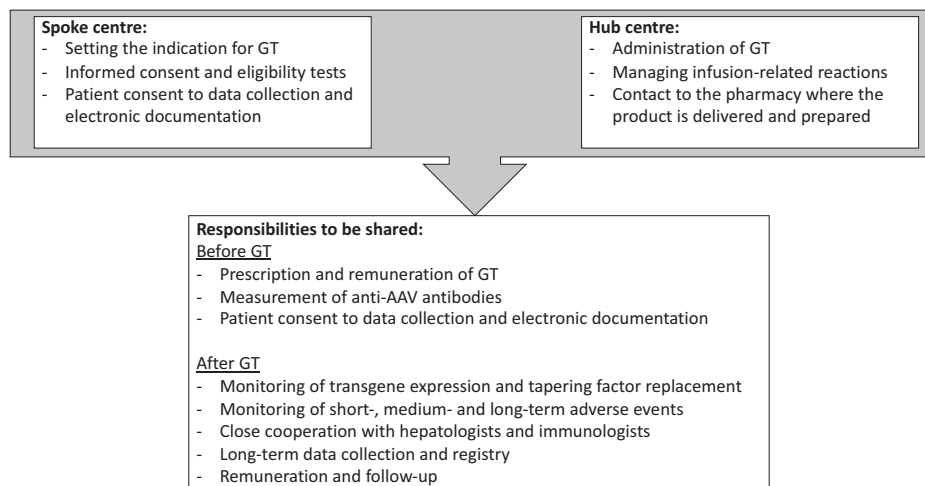 Spoke centre:
- Setting the indication for GT
- Informed consent and eligibility tests
- Patient consent to data collection and
electronic documentation
Hub centre:
- Administration of GT
- Managing infusion-related reactions
- Contact to the pharmacy where the
product is delivered and prepared
Responsibilities to be shared:
Before GT
- Prescription and remuneration of GT
- Measurement of anti-AAV antibodies
- Patient consent to data collection and electronic documentation
After GT
- Monitoring of transgene expression and tapering factor replacement
- Monitoring of short-, medium- and long-term adverse events
- Close cooperation with hepatologists and immunologists
- Long-term data collection and registry
- Remuneration and follow-up